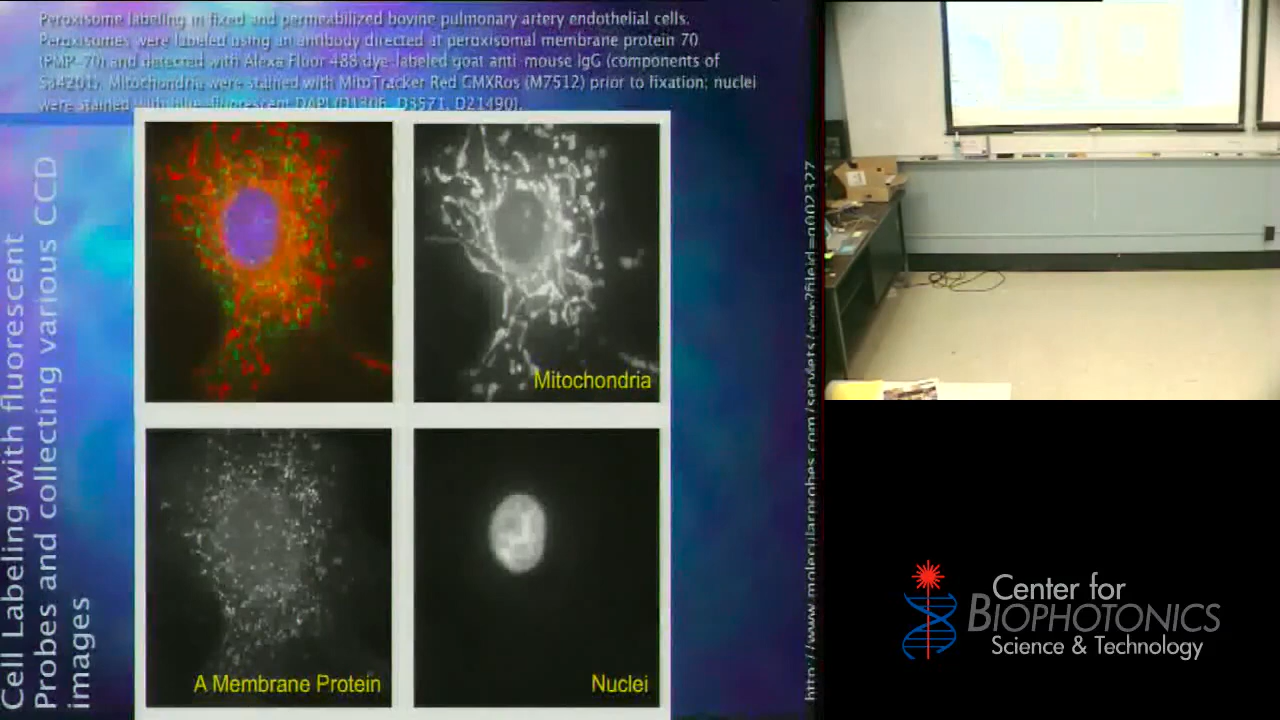 Peroxisome labeling in fixed and permeabilized bovine pulmonary artery endothelial cells.
Peroxisomes were labeled using an antibody directed at peroxisomal membrane protein 70
(PMP-70) and detected with Alexa Fluor 488 dye-labeled goat anti-mouse IgG (components of
S34201). Mitochondria were stained with MitoTracker Red CMXRos (M7512) prior to fixation; nuclei
were stained with blue-fluorescent DAPI (D1306, D3571, D21490).
Cell Labeling with fluorescent
Probes and collecting various CCD
images
Mitochondria
A Membrane Protein
Nuclei
http://www.molecularprobes.com/servlets/
Center for
BIOPHOTONICS
Science & Technology